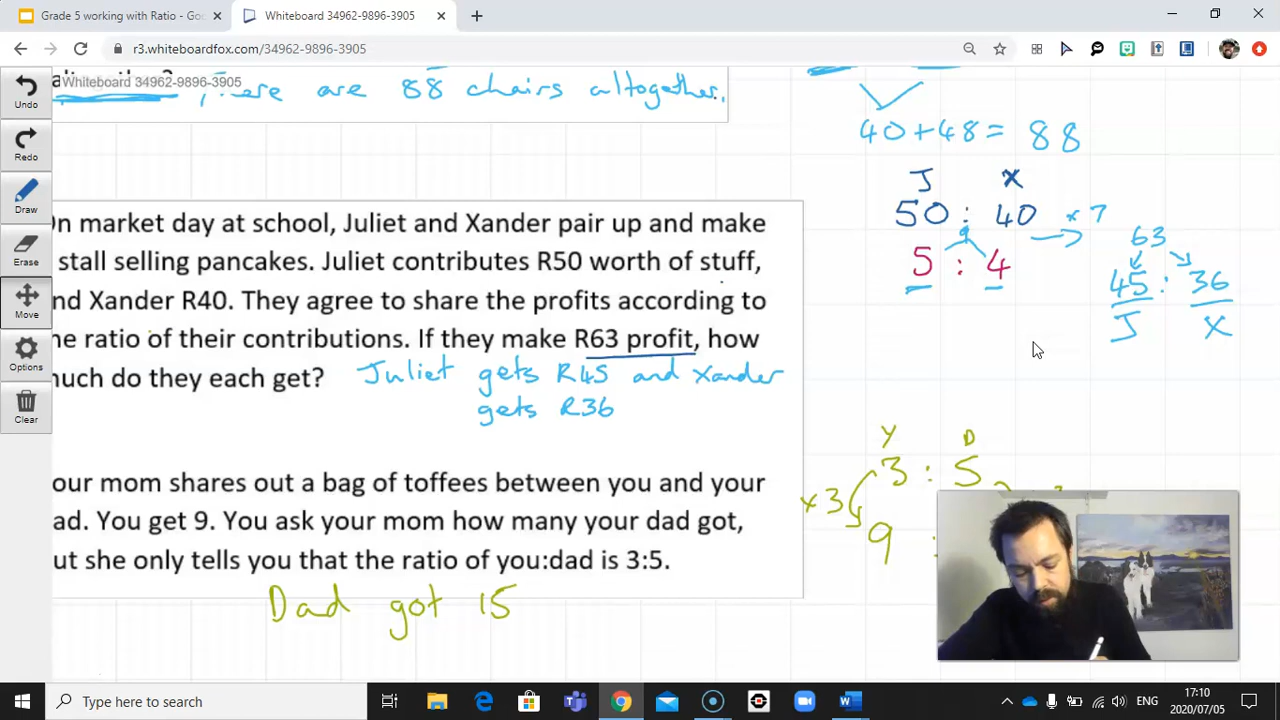 Grade 5 working with Ratio - Goo
Whiteboard 34962-9896-3905
r3.whiteboardfox.com/34962-9896-3905
Whiteboard 34962-9896-3905
There are 88 chairs altogether.
40+48= 88
J X
50 : 40 x 7
9 63
5 : 4 45 : 36
J X
On market day at school, Juliet and Xander pair up and make
stall selling pancakes. Juliet contributes R50 worth of stuff,
nd Xander R40. They agree to share the profits according to
he ratio of their contributions. If they make R63 profit, how
much do they each get? Juliet gets R45 and Xander
gets R36
Y D
3 : 5
x3
9 :
our mom shares out a bag of toffees between you and your
ad. You get 9. You ask your mom how many your dad got,
ut she only tells you that the ratio of you:dad is 3:5.
Dad got 15
Undo
Redo
Draw
Erase
Move
Options
Clear
Type here to search
ENG
17:10
2020/07/05